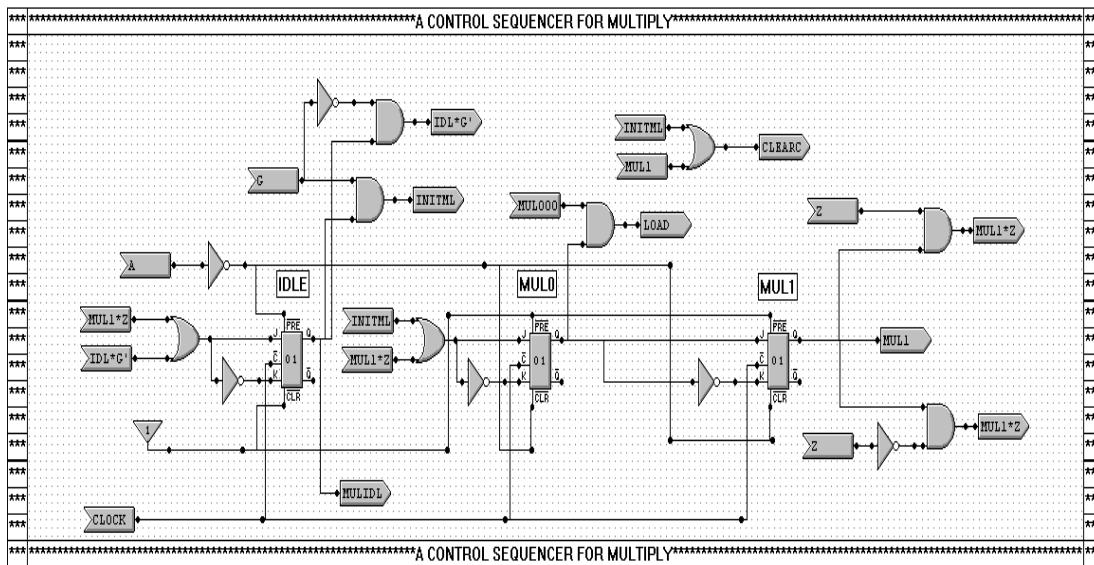 A CONTROL SEQUENCER FOR MULTIPLY
IDL*G'
INITML
CLEARC
MUL1
G
INITML
MUL000
LOAD
Z
MUL1*Z
A
IDLE
MUL0
MUL1
MUL1*Z
IDL*G'
INITML
MUL1*Z
PRE
J
Q
C
0 1
K
Q
CLR
PRE
J
Q
C
0 1
K
Q
CLR
PRE
J
Q
C
0 1
K
Q
CLR
MUL1
1
MUL1*Z
Z
MULIDL
CLOCK
A CONTROL SEQUENCER FOR MULTIPLY